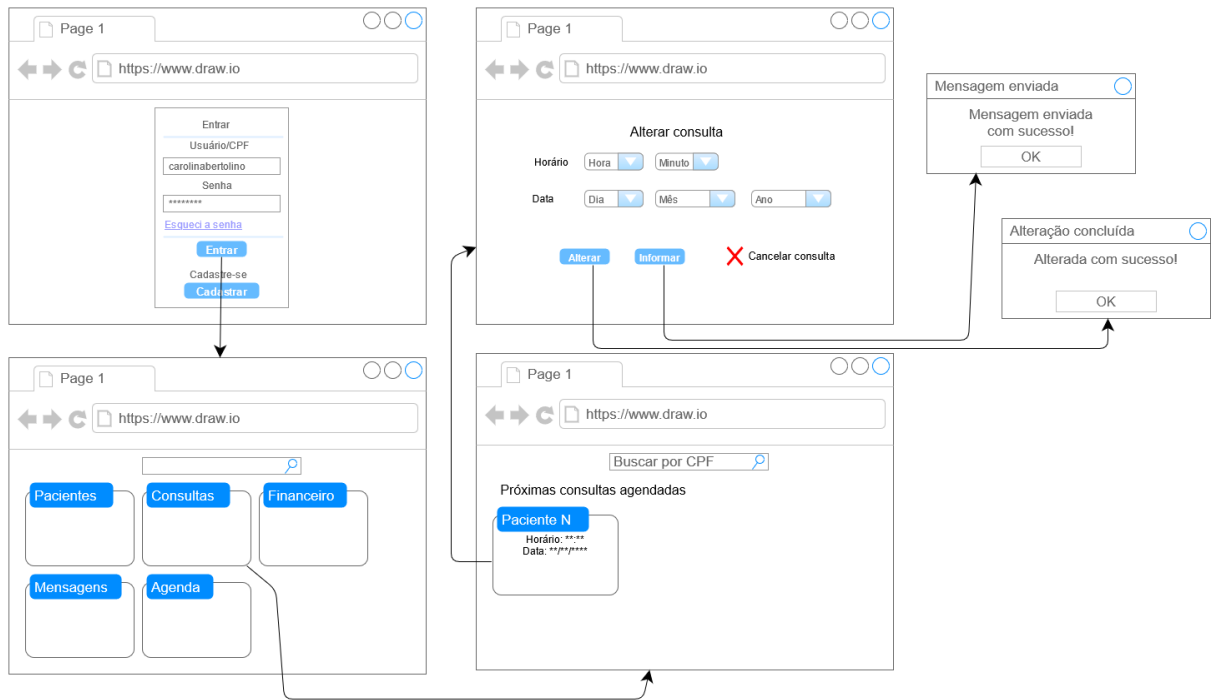 Page 1
https://www.draw.io
Entrar
Usuário/CPF
carolinabertolino
Senha
********
Esqueci a senha
Entrar
Cadastre-se
Cadastrar
Page 1
https://www.draw.io
Alterar consulta
Horário Hora Minuto
Data Dia Mês Ano
Alterar Informar Cancelar consulta
Mensagem enviada
Mensagem enviada
com sucesso!
OK
Alteração concluída
Alterada com sucesso!
OK
Page 1
https://www.draw.io
Pacientes Consultas Financeiro
Mensagens Agenda
Page 1
https://www.draw.io
Buscar por CPF
Próximas consultas agendadas
Paciente N
Horário: **:**
Data: **/**/****